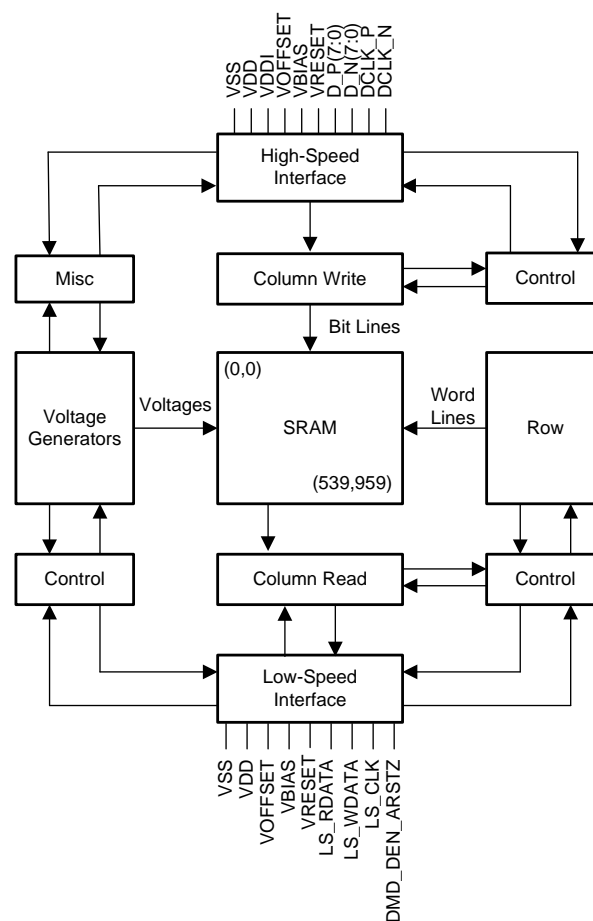 VSS
VDD
VDDI
VOFFSET
VBIAS
VRESET
D_P(7:0)
D_N(7:0)
DCLK_P
DCLK_N
High-Speed
Interface
Misc
Column Write
Control
Bit Lines
(0,0)
Voltage
Generators
Voltages
SRAM
Word
Lines
Row
(539,959)
Control
Column Read
Control
Low-Speed
Interface
VSS
VDD
VOFFSET
VBIAS
VRESET
LS_RDATA
LS_WDATA
LS_CLK
DMD_DEN_ARSTZ